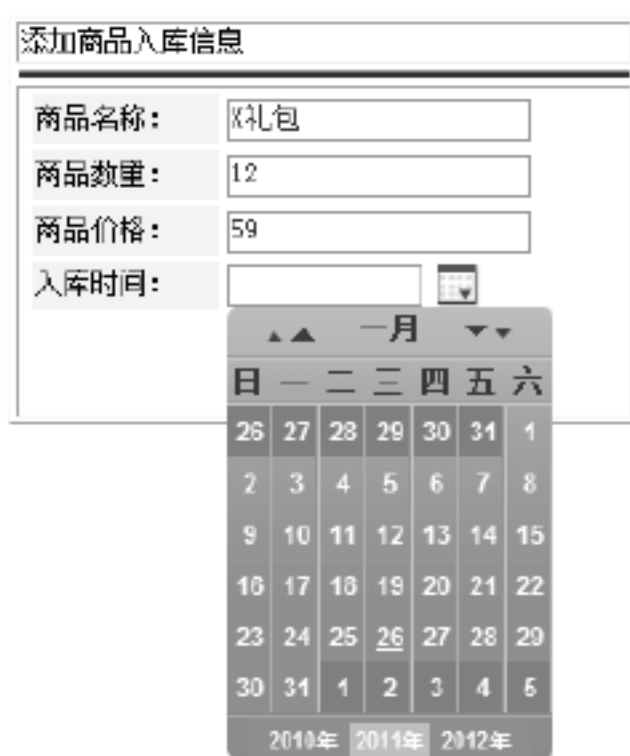 添加商品入库信息
商品名称： X礼包
商品数量： 12
商品价格： 59
入库时间：
一月
日 一 二 三 四 五 六
26 27 28 29 30 31 1
2 3 4 5 6 7 8
9 10 11 12 13 14 15
16 17 18 19 20 21 22
23 24 25 26 27 28 29
30 31 1 2 3 4 5
2010年 2011年 2012年